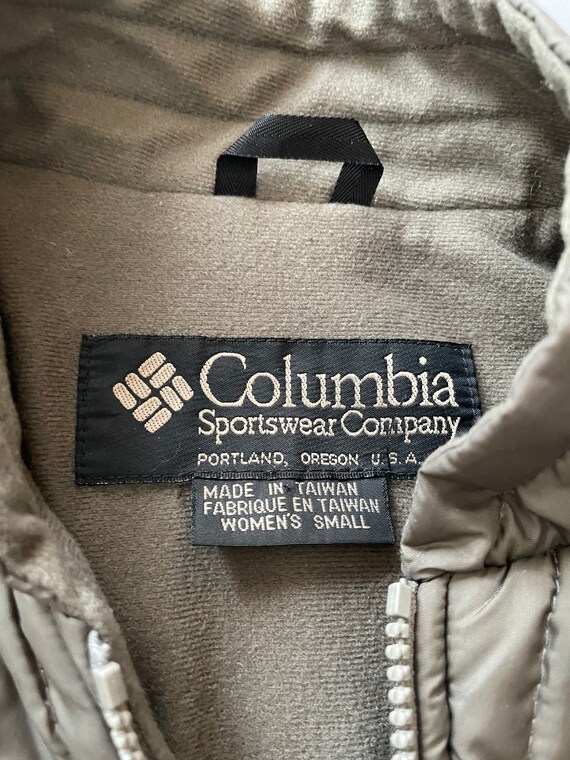 Columbia
Sportswear Company
PORTLAND, OREGON U.S.A.
MADE IN TAIWAN
FABRIQUE EN TAIWAN
WOMEN'S SMALL